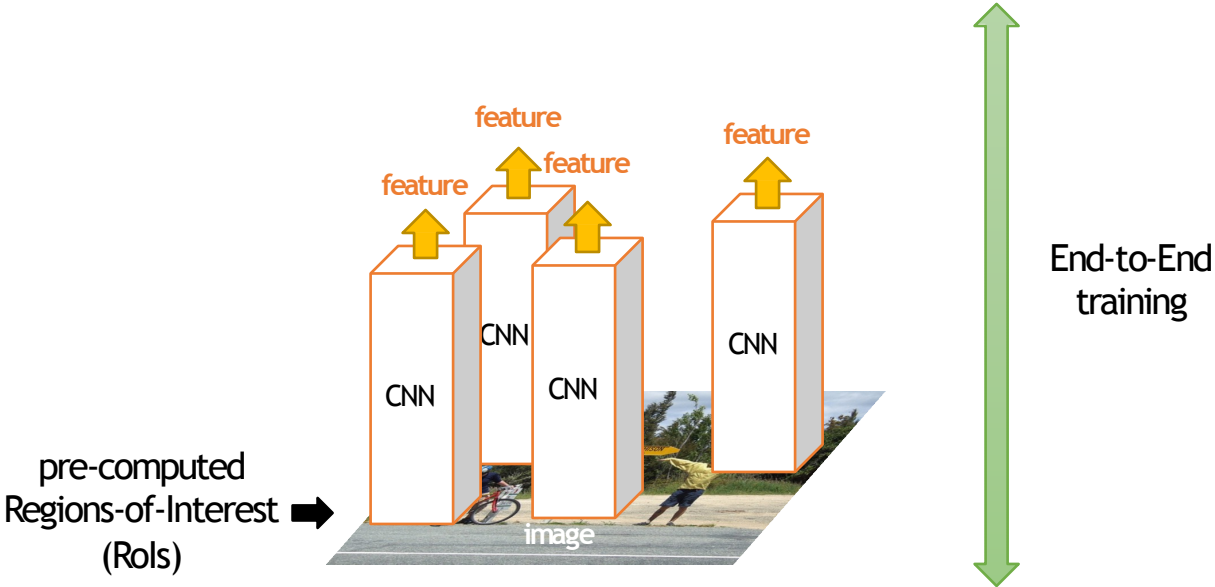 feature
feature
feature
feature
CNN
CNN
CNN
CNN
End-to-End
training
pre-computed
Regions-of-Interest
(RoIs)
image